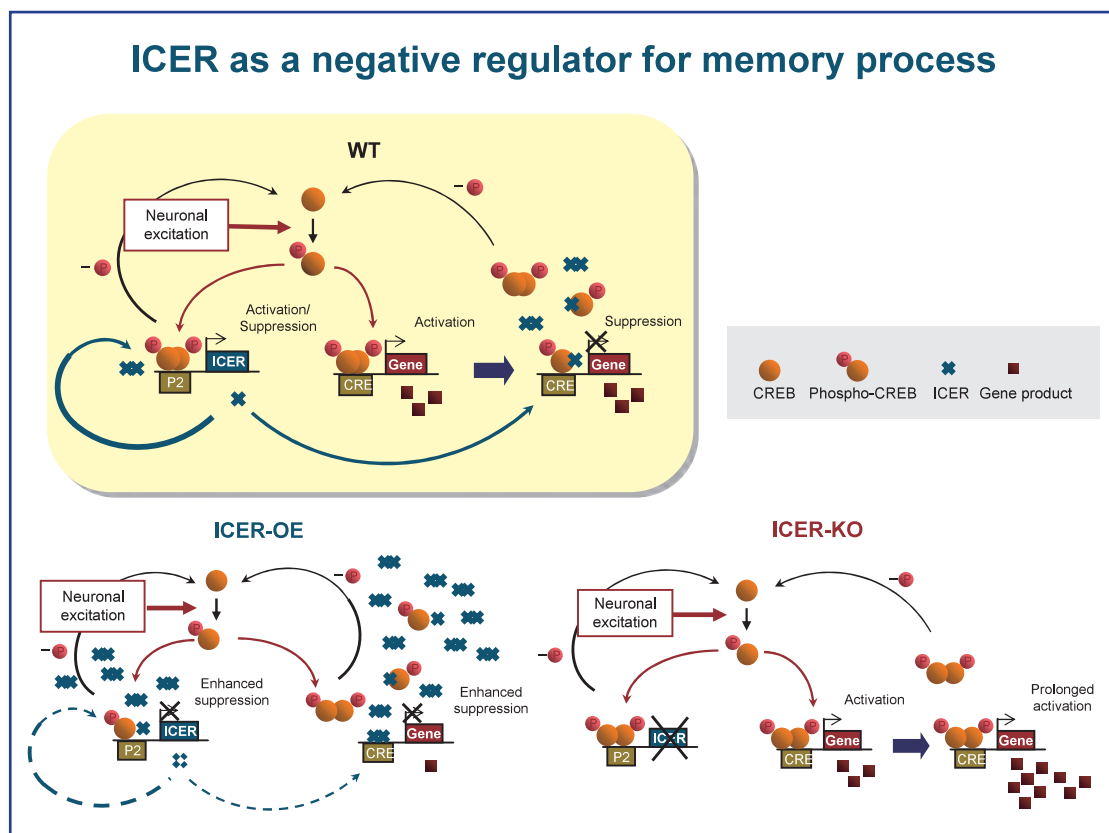 ICER as a negative regulator for memory process
WT
Neuronal
excitation
– P
– P
P
P P
P
P P
P P
P
Activation/
Suppression
Activation
Suppression
ICER
Gene
Gene
P2
CRE
CRE
P
CREB
Phospho-CREB
ICER
Gene product
ICER-OE
Neuronal
excitation
– P
– P
P
P
P
P
P P
P
Enhanced
suppression
Enhanced
suppression
ICER
Gene
P2
CRE
ICER-KO
Neuronal
excitation
– P
– P
P
P P
P P
P P
P P
Activation
Prolonged
activation
ICER
Gene
Gene
P2
CRE
CRE